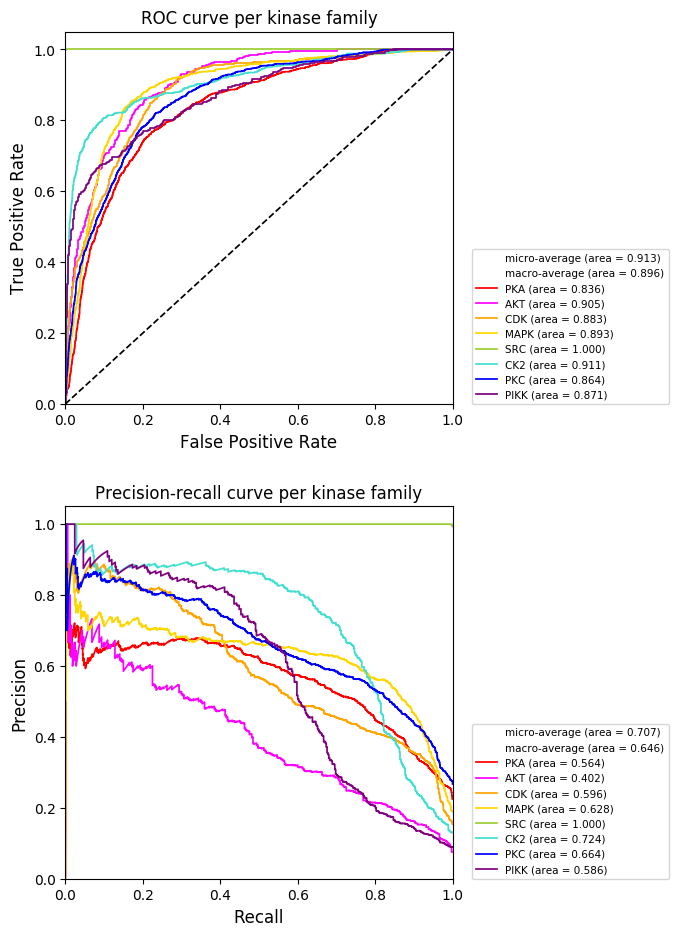 ROC curve per kinase family
1.0
0.8
0.6
0.4
0.2
0.0
True Positive Rate
0.0 0.2 0.4 0.6 0.8 1.0
False Positive Rate
micro-average (area = 0.913)
macro-average (area = 0.896)
PKA (area = 0.836)
AKT (area = 0.905)
CDK (area = 0.883)
MAPK (area = 0.893)
SRC (area = 1.000)
CK2 (area = 0.911)
PKC (area = 0.864)
PIKK (area = 0.871)
Precision-recall curve per kinase family
1.0
0.8
0.6
0.4
0.2
0.0
Precision
0.0 0.2 0.4 0.6 0.8 1.0
Recall
micro-average (area = 0.707)
macro-average (area = 0.646)
PKA (area = 0.564)
AKT (area = 0.402)
CDK (area = 0.596)
MAPK (area = 0.628)
SRC (area = 1.000)
CK2 (area = 0.724)
PKC (area = 0.664)
PIKK (area = 0.586)